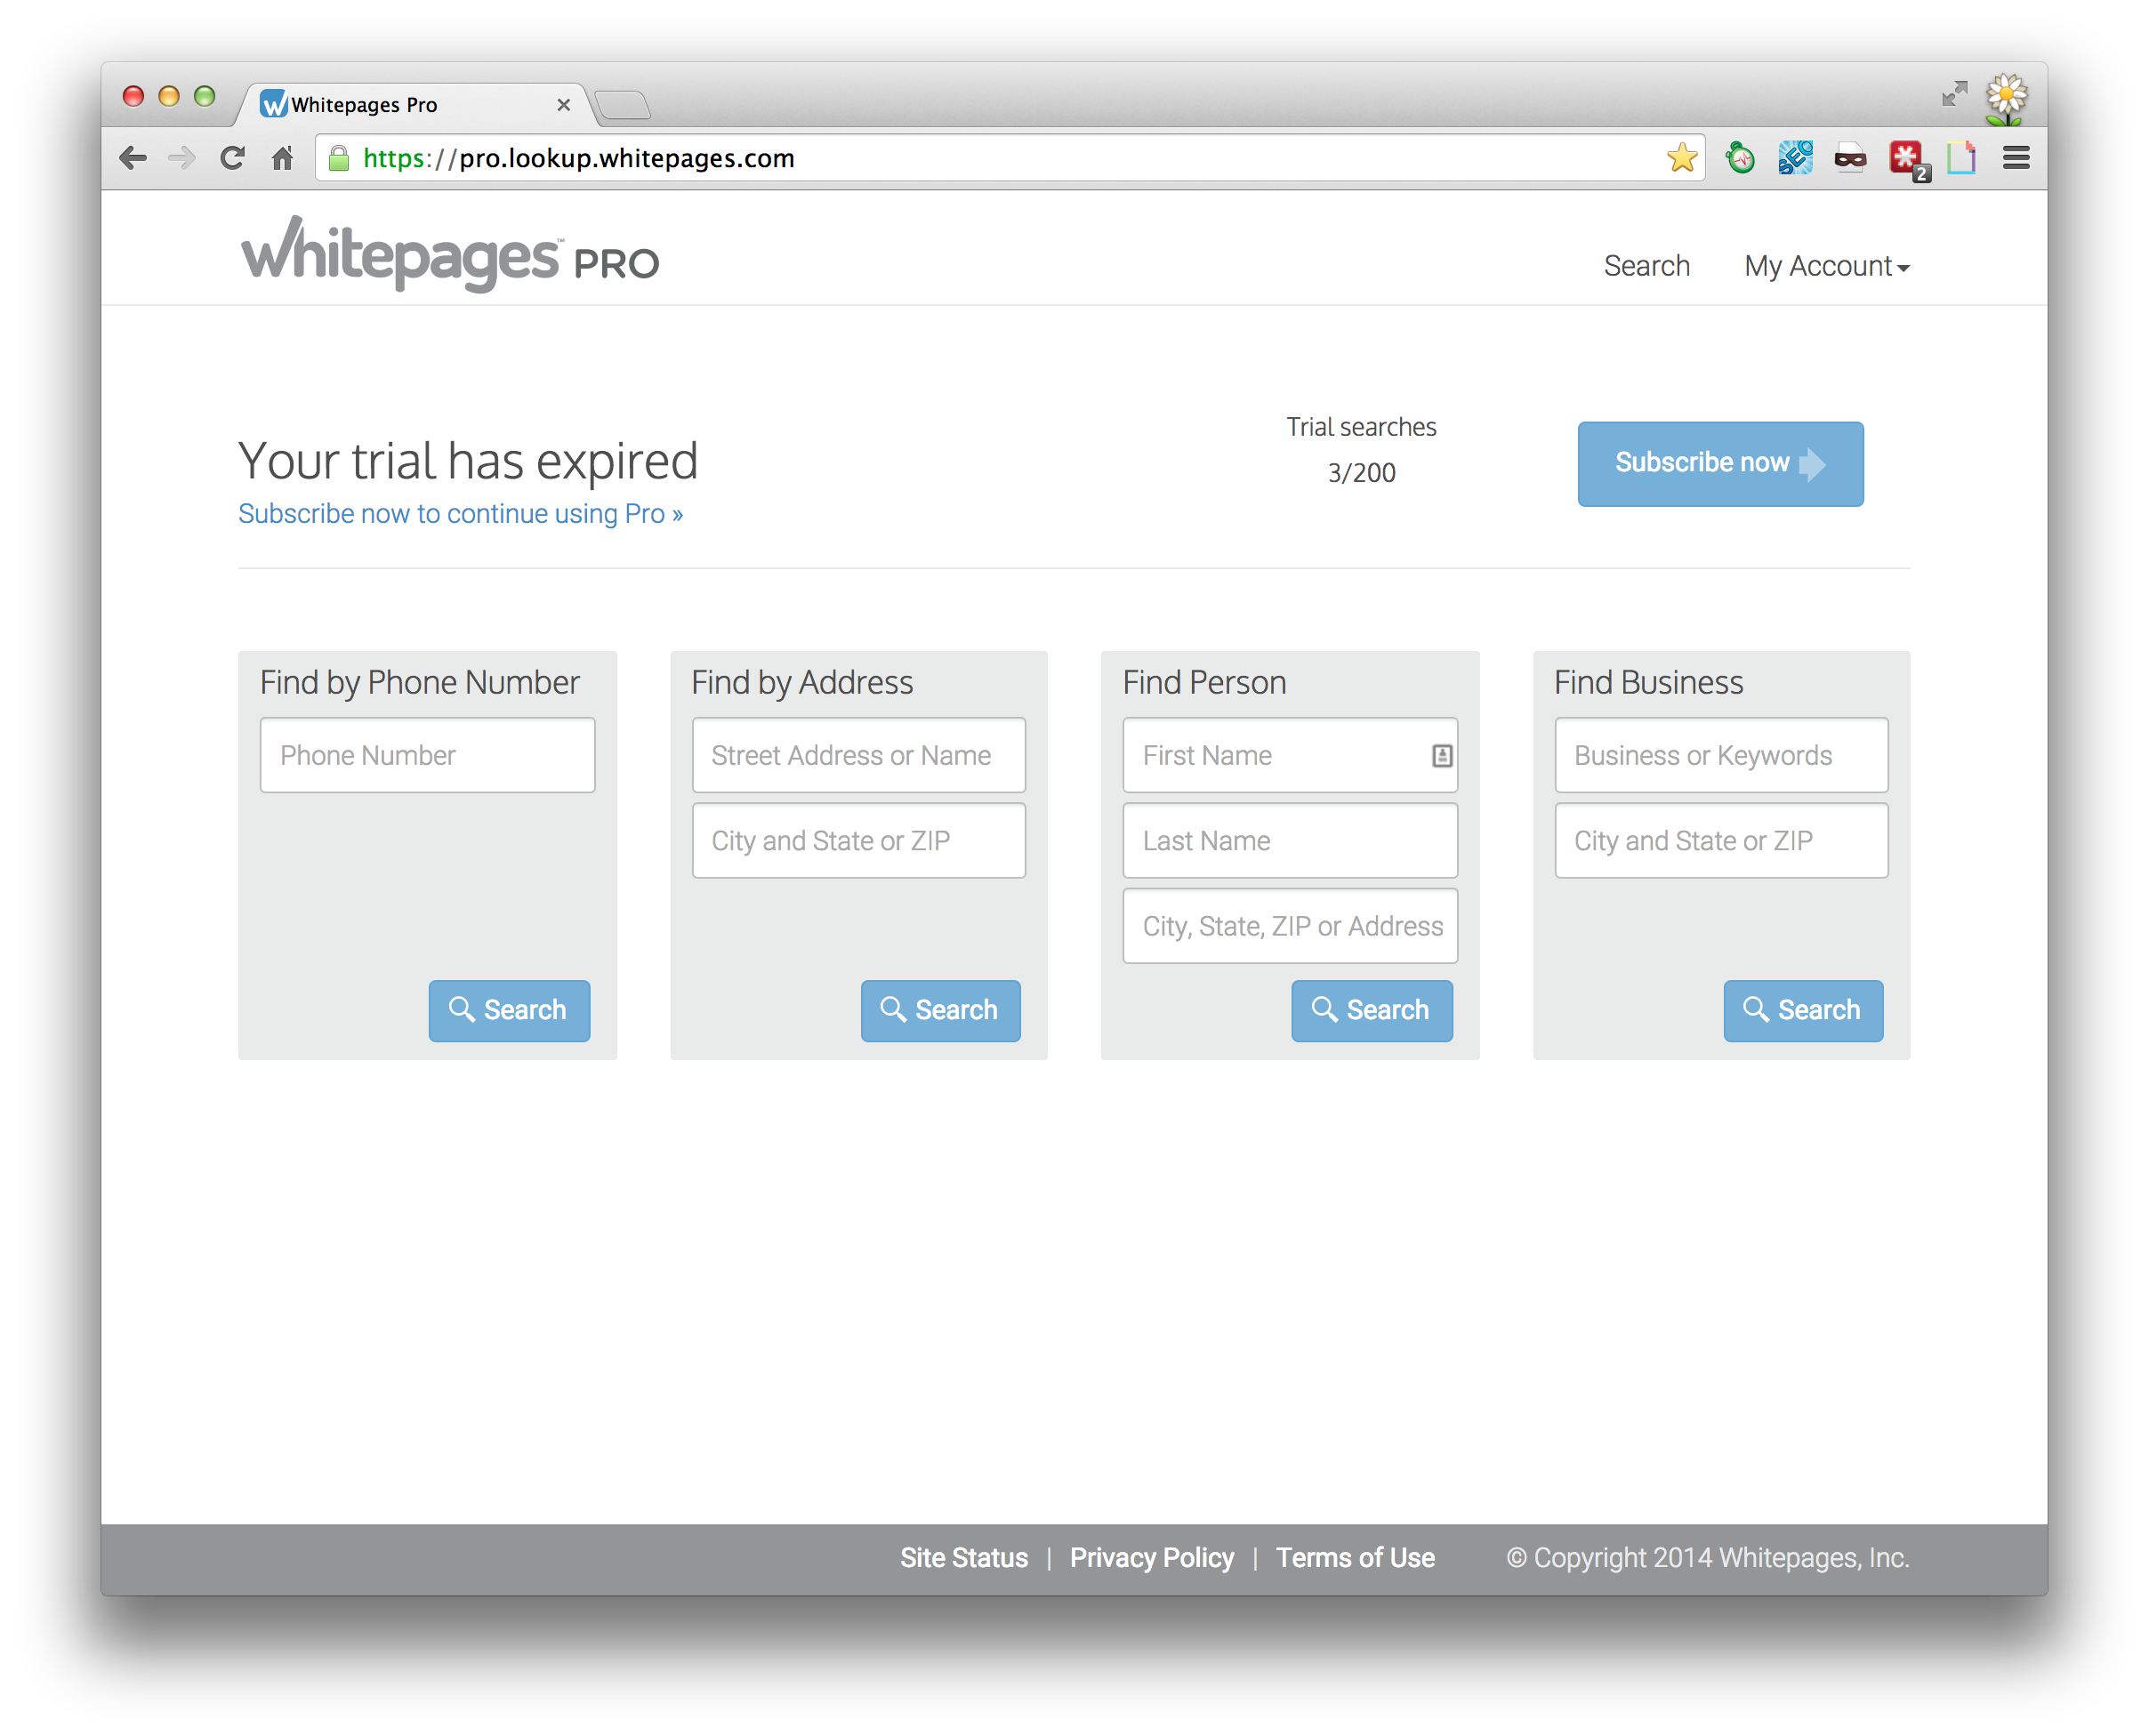 Whitepages Pro
https://pro.lookup.whitepages.com
SEO
2
whitepages™ PRO
Search
My Account
Your trial has expired
Subscribe now to continue using Pro »
Trial searches
3/200
Subscribe now
Find by Phone Number
Phone Number
Search
Find by Address
Street Address or Name
City and State or ZIP
Search
Find Person
First Name
Last Name
City, State, ZIP or Address
Search
Find Business
Business or Keywords
City and State or ZIP
Search
Site Status | Privacy Policy | Terms of Use © Copyright 2014 Whitepages, Inc.